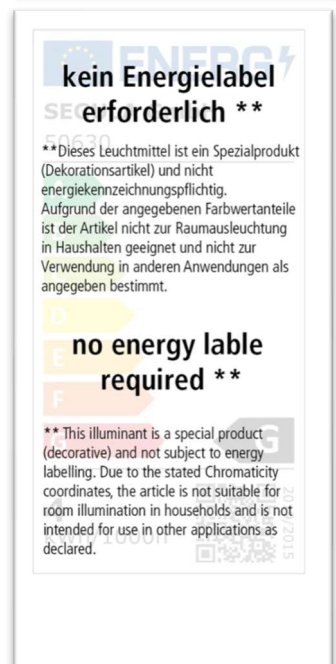 ENERG
kein Energielabel
erforderlich **
50630
**Dieses Leuchtmittel ist ein Spezialprodukt
(Dekorationsartikel) und nicht
energiekennzeichnungspflichtig.
Aufgrund der angegebenen Farbwertanteile
ist der Artikel nicht zur Raumausleuchtung
in Haushalten geeignet und nicht zur
Verwendung in anderen Anwendungen als
angegeben bestimmt.
D
no energy lable
E
required **
F
** This illuminant is a special product
G
(decorative) and not subject to energy
labelling. Due to the stated Chromaticity
coordinates, the article is not suitable for
room illumination in households and is not
intended for use in other applications as
declared.